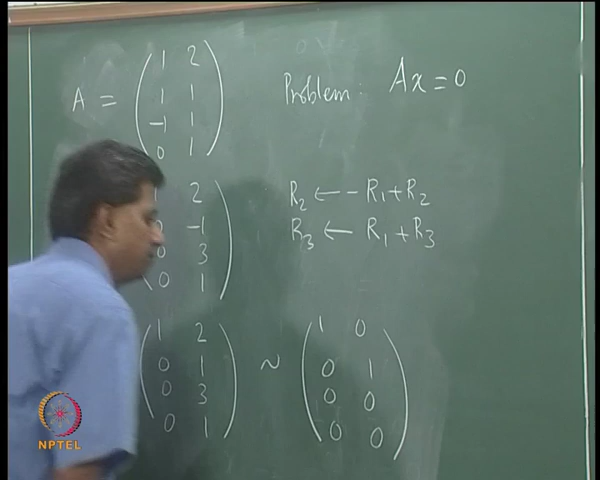 A = ( 1 2
1 1
-1 1
0 1 )
Problem: Ax = 0
1 2
-1
0 3
0 1
R₂ ← - R₁ + R₂
R₃ ← R₁ + R₃
( 1 2
0 1
0 3
0 1 )
~
( 1 0
0 1
0 0
0 0 )
NPTEL